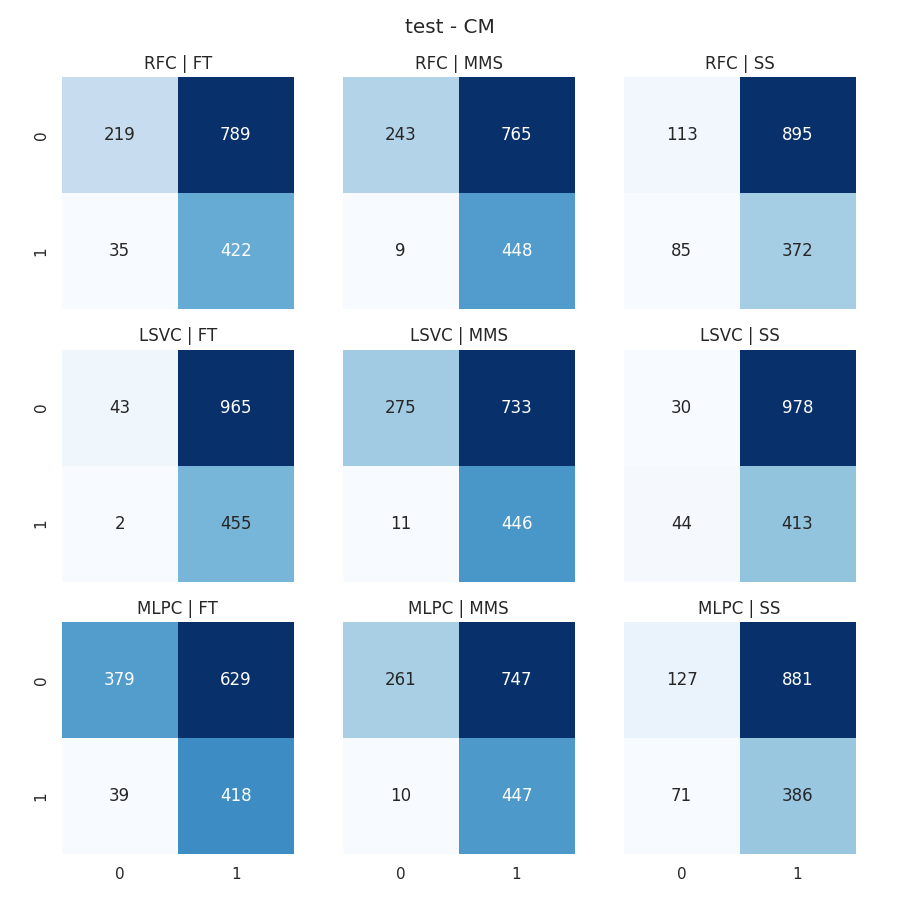 test - CM
RFC | FT RFC | MMS RFC | SS
0 219 789 243 765 113 895
1 35 422 9 448 85 372
LSVC | FT LSVC | MMS LSVC | SS
0 43 965 275 733 30 978
1 2 455 11 446 44 413
MLPC | FT MLPC | MMS MLPC | SS
0 379 629 261 747 127 881
1 39 418 10 447 71 386
0 1 0 1 0 1